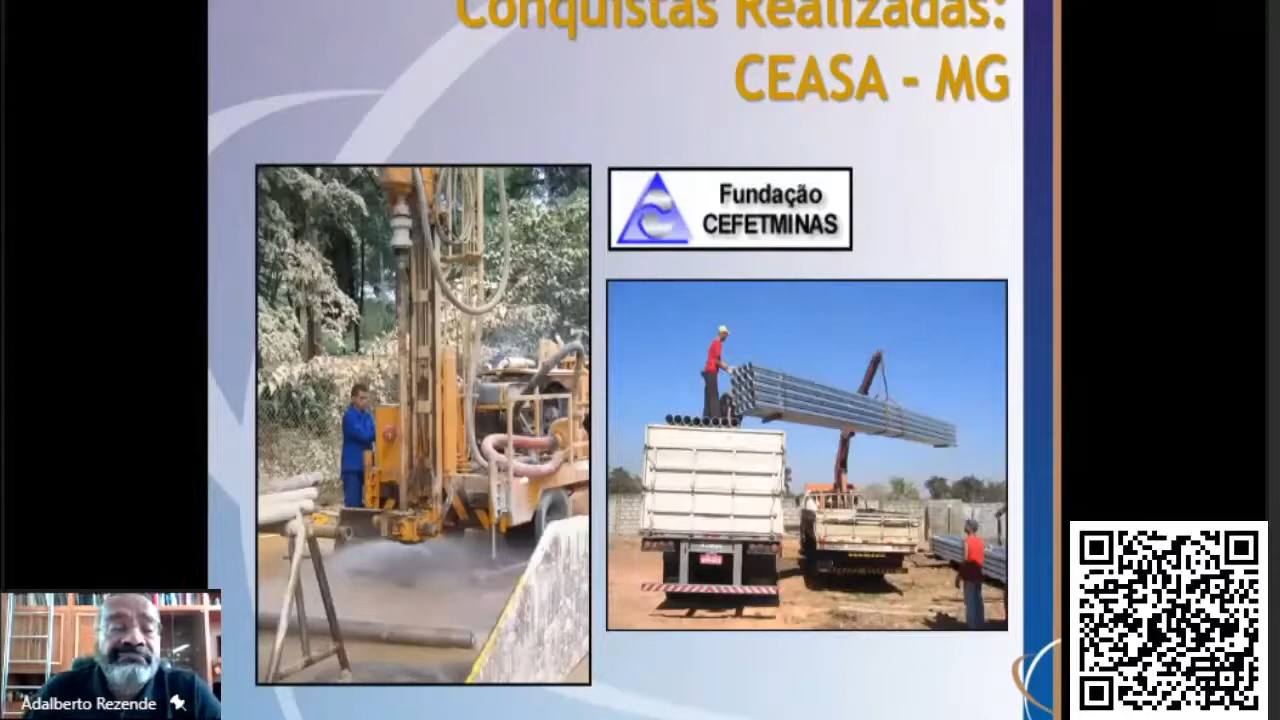 Conquistas Realizadas:
CEASA - MG
Fundação
CEFETMINAS
Adalberto Rezende